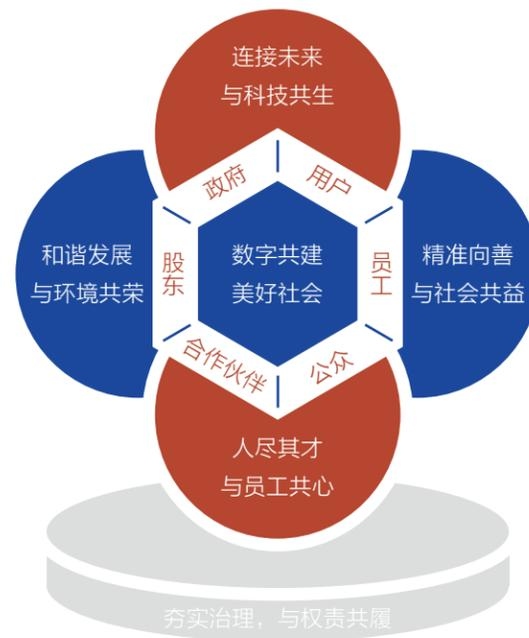 连接未来
与科技共生
政府
用户
和谐发展
与环境共荣
股东
数字共建
美好社会
员工
精准向善
与社会共益
合作伙伴
公众
人尽其才
与员工共心
夯实治理，与权责共履